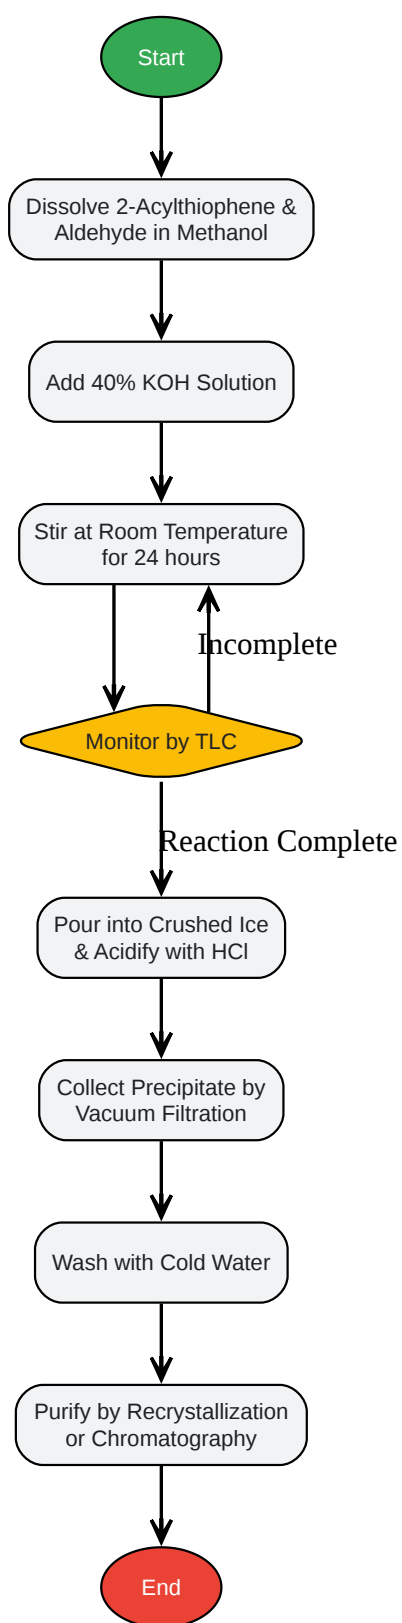 Start
Dissolve 2-Acylthiophene &
Aldehyde in Methanol
Add 40% KOH Solution
Stir at Room Temperature
for 24 hours
Incomplete
Monitor by TLC
Reaction Complete
Pour into Crushed Ice
& Acidify with HCl
Collect Precipitate by
Vacuum Filtration
Wash with Cold Water
Purify by Recrystallization
or Chromatography
End